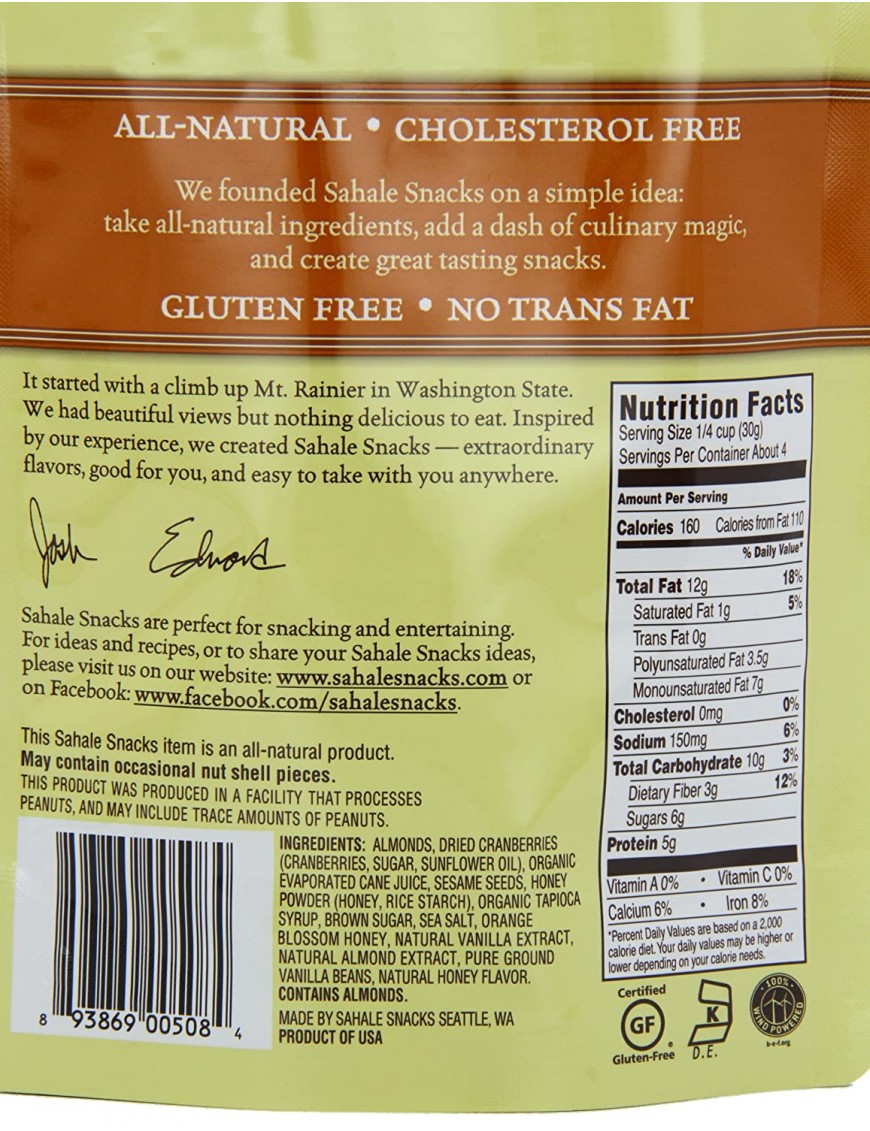 ALL-NATURAL • CHOLESTEROL FREE
We founded Sahale Snacks on a simple idea:
take all-natural ingredients, add a dash of culinary magic,
and create great tasting snacks.
GLUTEN FREE • NO TRANS FAT
It started with a climb up Mt. Rainier in Washington State.
We had beautiful views but nothing delicious to eat. Inspired
by our experience, we created Sahale Snacks — extraordinary
flavors, good for you, and easy to take with you anywhere.
Josh Edmond
Sahale Snacks are perfect for snacking and entertaining.
For ideas and recipes, or to share your Sahale Snacks ideas,
please visit us on our website: www.sahalesnacks.com or
on Facebook: www.facebook.com/sahalesnacks.
This Sahale Snacks item is an all-natural product.
May contain occasional nut shell pieces.
THIS PRODUCT WAS PRODUCED IN A FACILITY THAT PROCESSES
PEANUTS, AND MAY INCLUDE TRACE AMOUNTS OF PEANUTS.
INGREDIENTS: ALMONDS, DRIED CRANBERRIES
(CRANBERRIES, SUGAR, SUNFLOWER OIL), ORGANIC
EVAPORATED CANE JUICE, SESAME SEEDS, HONEY
POWDER (HONEY, RICE STARCH), ORGANIC TAPIOCA
SYRUP, BROWN SUGAR, SEA SALT, ORANGE
BLOSSOM HONEY, NATURAL VANILLA EXTRACT,
NATURAL ALMOND EXTRACT, PURE GROUND
VANILLA BEANS, NATURAL HONEY FLAVOR.
CONTAINS ALMONDS.
MADE BY SAHALE SNACKS SEATTLE, WA
PRODUCT OF USA
8 93869 00508 4
Nutrition Facts
Serving Size 1/4 cup (30g)
Servings Per Container About 4
Amount Per Serving
Calories 160 Calories from Fat 110
% Daily Value*
Total Fat 12g 18%
Saturated Fat 1g 5%
Trans Fat 0g
Polyunsaturated Fat 3.5g
Monounsaturated Fat 7g
Cholesterol 0mg 0%
Sodium 150mg 6%
Total Carbohydrate 10g 3%
Dietary Fiber 3g 12%
Sugars 6g
Protein 5g
Vitamin A 0% • Vitamin C 0%
Calcium 6% • Iron 8%
*Percent Daily Values are based on a 2,000
calorie diet. Your daily values may be higher or
lower depending on your calorie needs.
Certified
GF
Gluten-Free
K
D.E.
100%
WIND POWERED
b-e-f.org